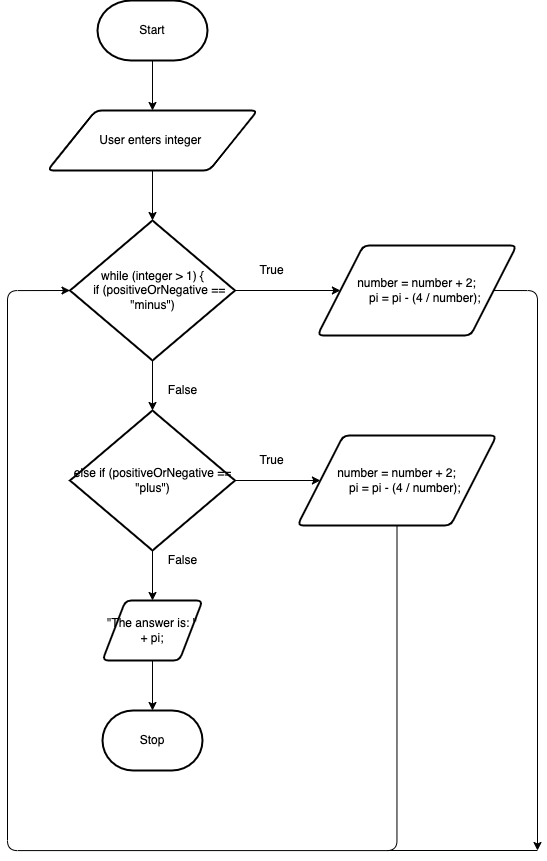 Start
User enters integer
while (integer > 1) {
if (positiveOrNegative ==
"minus")
True
number = number + 2;
pi = pi - (4 / number);
False
else if (positiveOrNegative ==
"plus")
True
number = number + 2;
pi = pi - (4 / number);
False
"The answer is: "
+ pi;
Stop